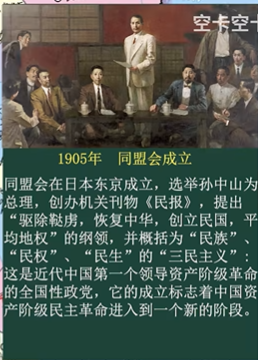 空卡空卡
1905年 同盟会成立
同盟会在日本东京成立，选举孙中山为
总理，创办机关刊物《民报》，提出
“驱除鞑虏，恢复中华，创立民国，平
均地权”的纲领，并概括为“民族”、
“民权”、“民生”的“三民主义”：
这是近代中国第一个领导资产阶级革命
的全国性政党，它的成立标志着中国资
产阶级民主革命进入到一个新的阶段。